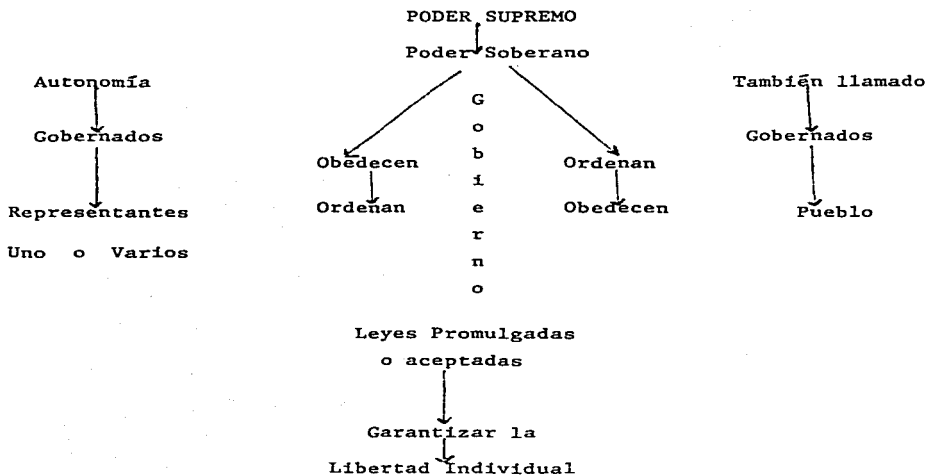 PODER SUPREMO
Poder Soberano
Autonomía
Gobernados
Representantes
Uno o Varios
Obedecen
Ordenan
Gobierno
Ordenan
Obedecen
También llamado
Gobernados
Pueblo
Leyes Promulgadas
o aceptadas
Garantizar la
Libertad Individual